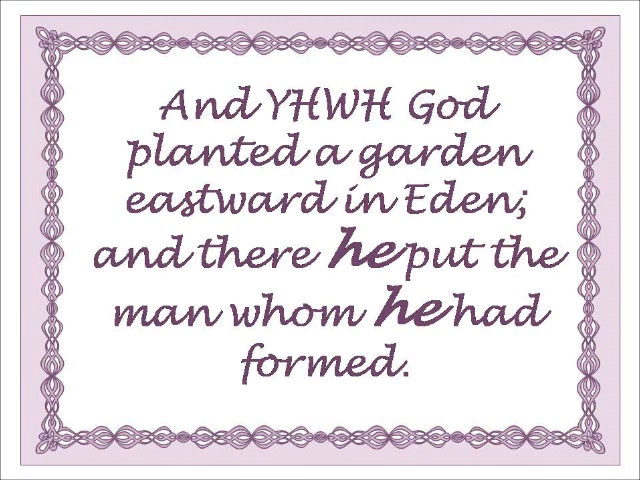 And YHWH God
planted a garden
eastward in Eden;
and there he put the
man whom he had
formed.